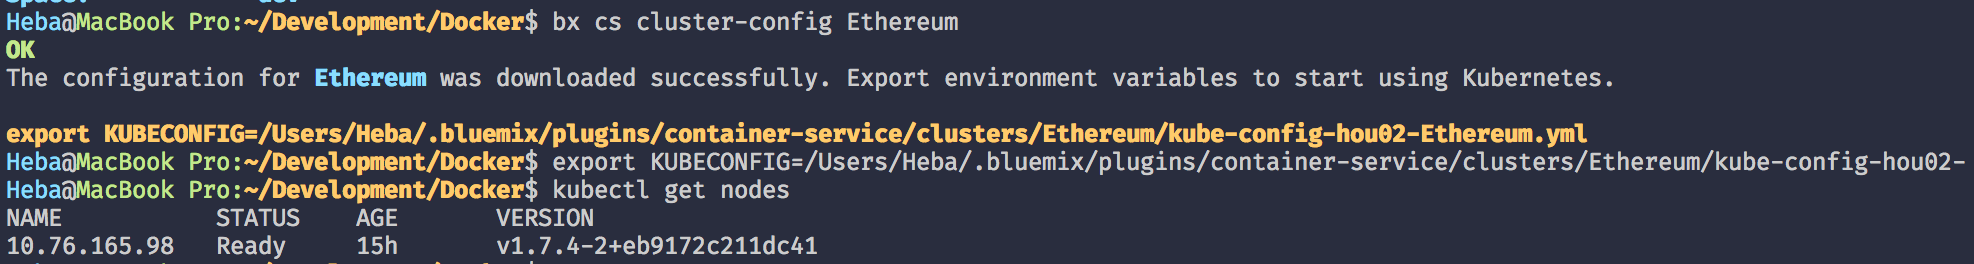 Heba@MacBook Pro:~/Development/Docker$ bx cs cluster-config Ethereum
OK
The configuration for Ethereum was downloaded successfully. Export environment variables to start using Kubernetes.
export KUBECONFIG=/Users/Heba/.bluemix/plugins/container-service/clusters/Ethereum/kube-config-hou02-Ethereum.yml
Heba@MacBook Pro:~/Development/Docker$ export KUBECONFIG=/Users/Heba/.bluemix/plugins/container-service/clusters/Ethereum/kube-config-hou02-
Heba@MacBook Pro:~/Development/Docker$ kubectl get nodes
NAME STATUS AGE VERSION
10.76.165.98 Ready 15h v1.7.4-2+eb9172c211dc41